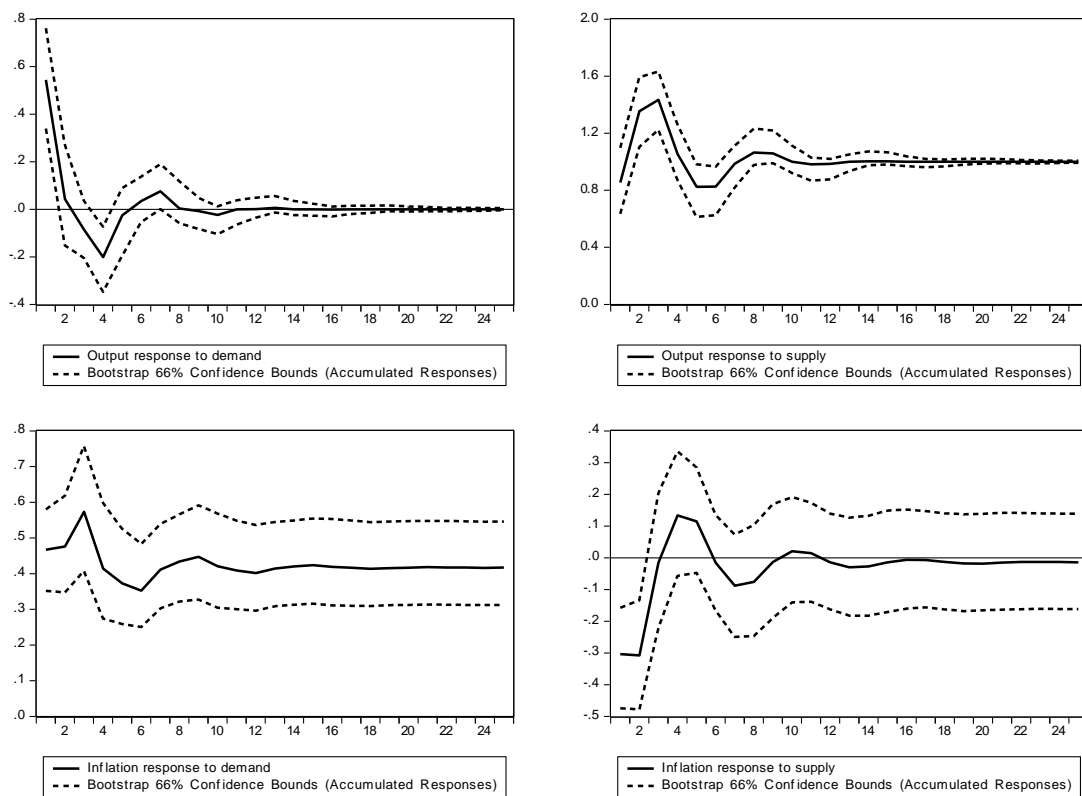 .8
.6
.4
.2
.0
-.2
-.4
2 4 6 8 10 12 14 16 18 20 22 24
Output response to demand
Bootstrap 66% Confidence Bounds (Accumulated Responses)
2.0
1.6
1.2
0.8
0.4
0.0
2 4 6 8 10 12 14 16 18 20 22 24
Output response to supply
Bootstrap 66% Confidence Bounds (Accumulated Responses)
.8
.7
.6
.5
.4
.3
.2
.1
.0
2 4 6 8 10 12 14 16 18 20 22 24
Inflation response to demand
Bootstrap 66% Confidence Bounds (Accumulated Responses)
.4
.3
.2
.1
.0
-.1
-.2
-.3
-.4
-.5
2 4 6 8 10 12 14 16 18 20 22 24
Inflation response to supply
Bootstrap 66% Confidence Bounds (Accumulated Responses)